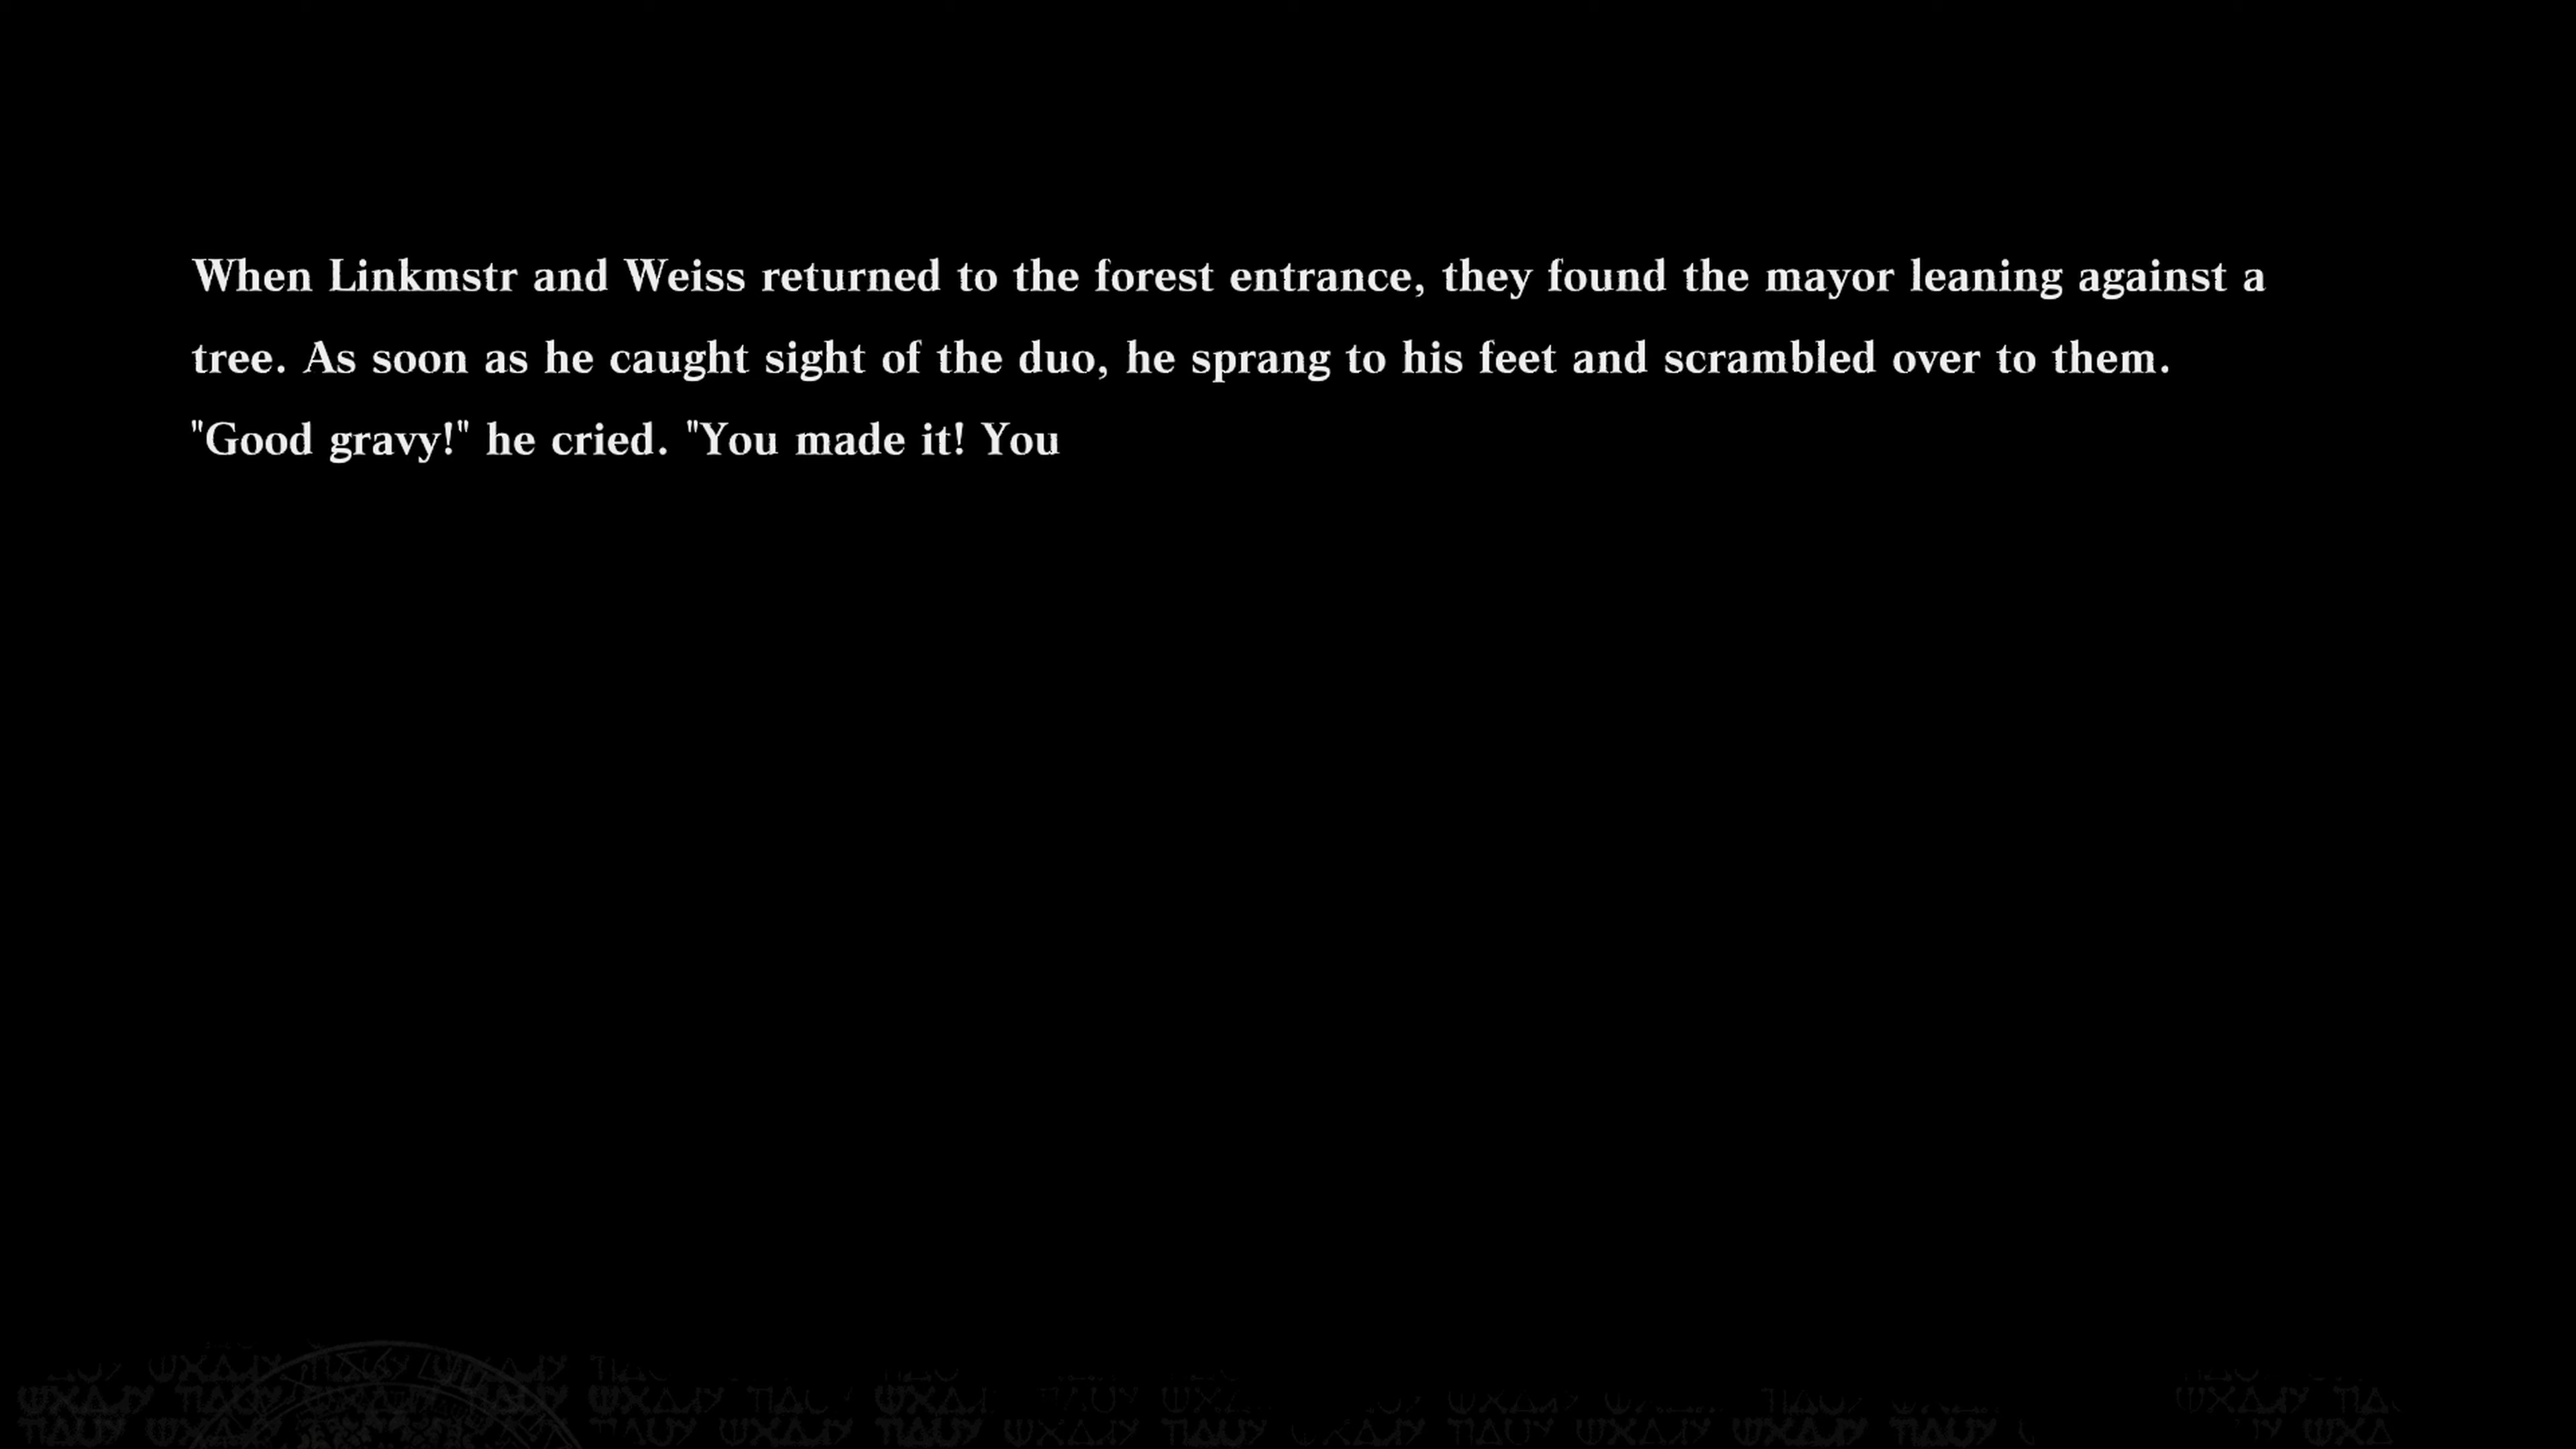 When Linkmstr and Weiss returned to the forest entrance, they found the mayor leaning against a
tree. As soon as he caught sight of the duo, he sprang to his feet and scrambled over to them.
"Good gravy!" he cried. "You made it! You